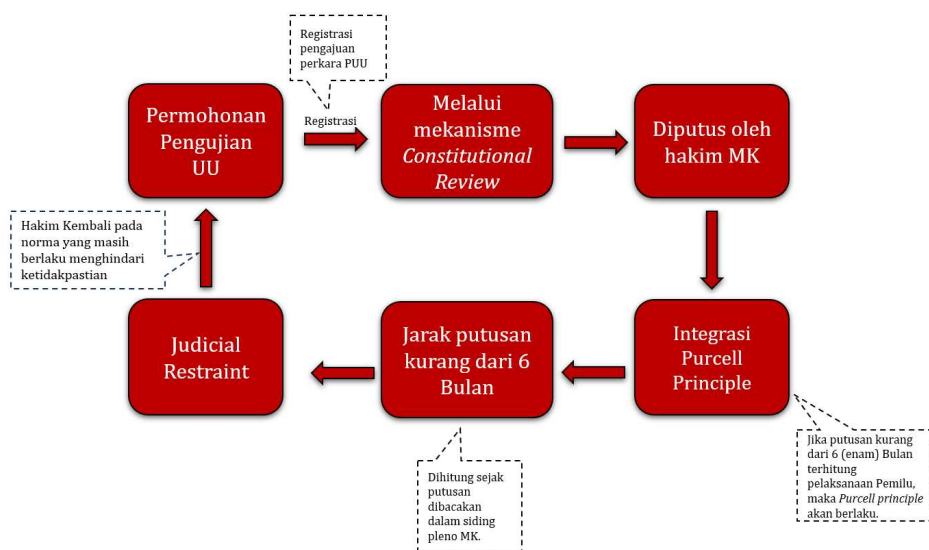 Registrasi
pengajuan
perkara PUU
Permohonan
Pengujian
UU
Registrasi
Melalui
mekanisme
Constitutional
Review
Diputus oleh
hakim MK
Hakim Kembali pada
norma yang masih
berlaku menghindari
ketidakpastian
Judicial
Restraint
Jarak putusan
kurang dari 6
Bulan
Integrasi
Purcell
Principle
Jika putusan kurang
dari 6 (enam) Bulan
terhitung
pelaksanaan Pemilu,
maka Purcell principle
akan berlaku.
Dihitung sejak
putusan
dibacakan
dalam siding
pleno MK.